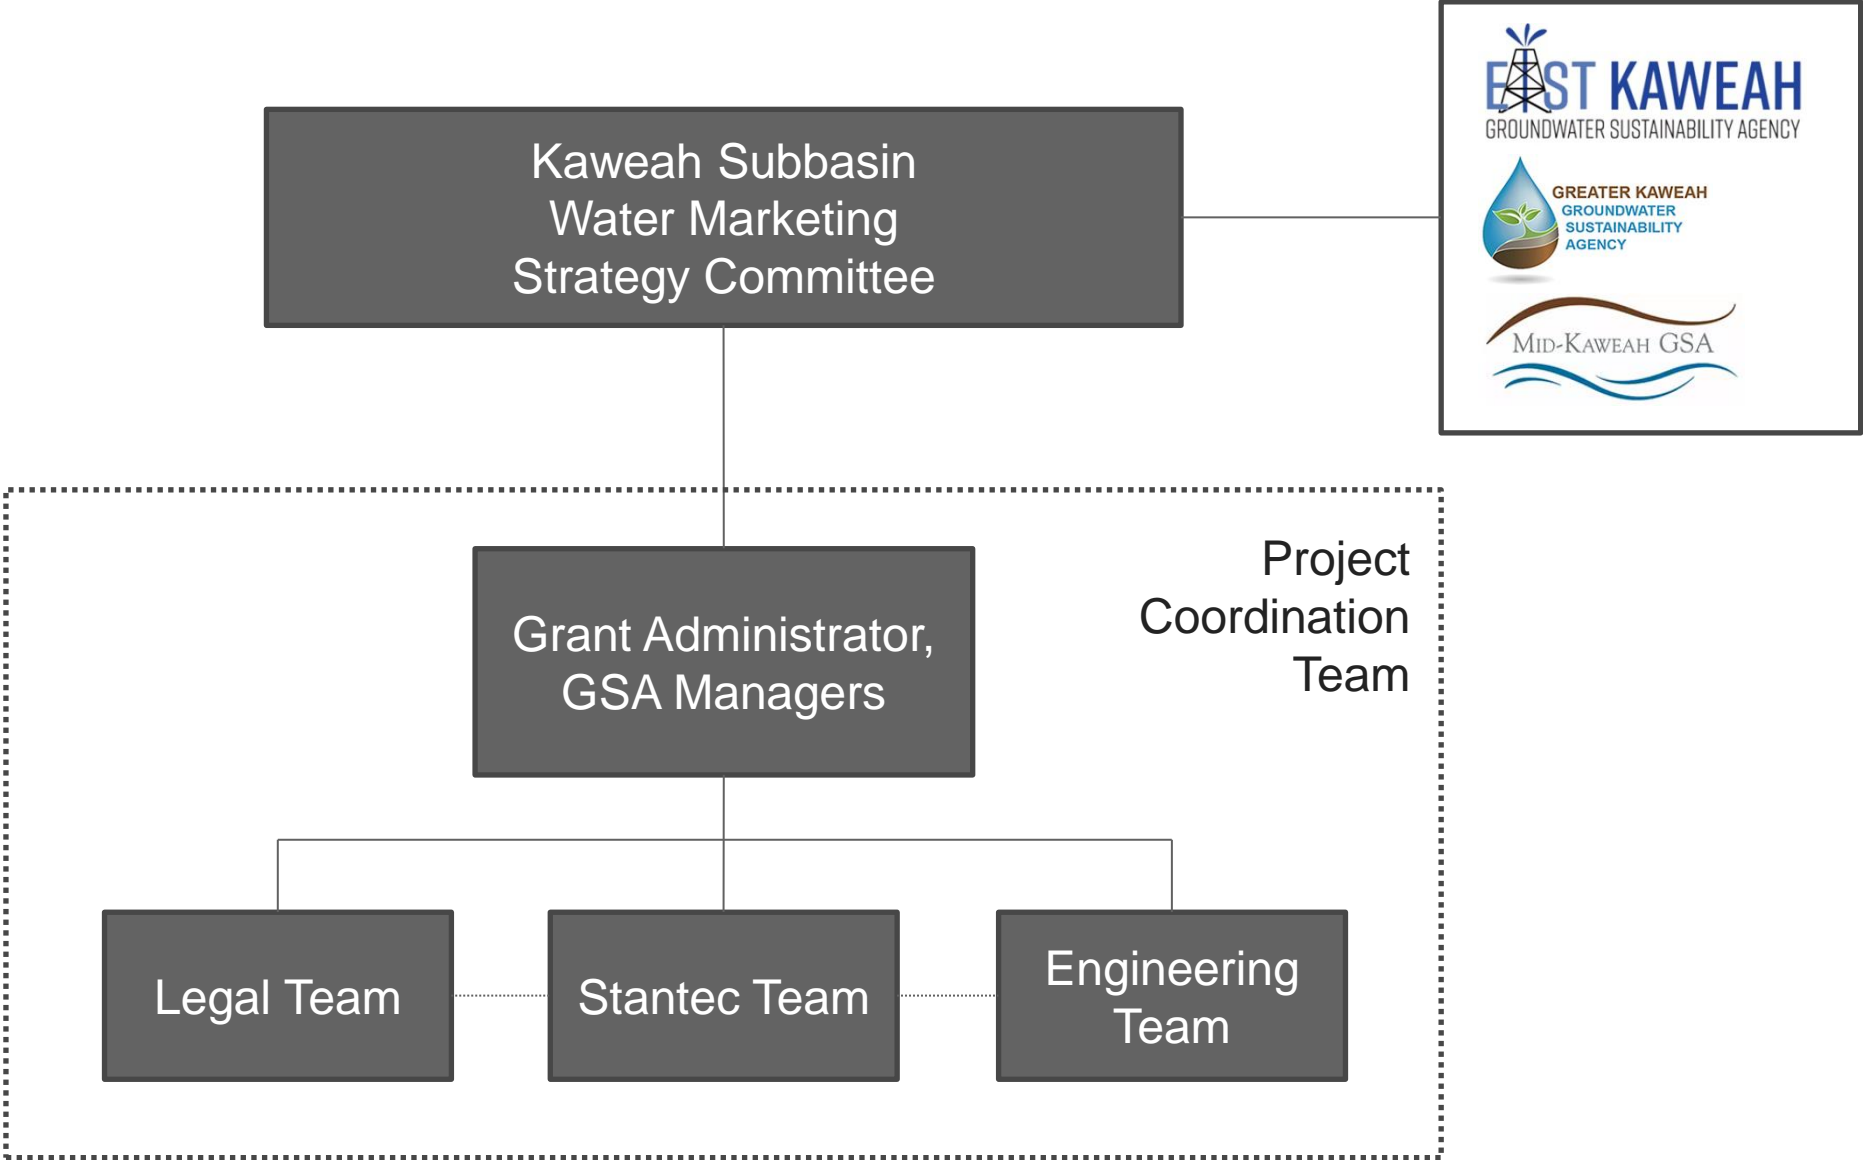 Kaweah Subbasin
Water Marketing
Strategy Committee
EAST KAWEAH
GROUNDWATER SUSTAINABILITY AGENCY
GREATER KAWEAH
GROUNDWATER
SUSTAINABILITY
AGENCY
MID-KAWEAH GSA
Project
Coordination
Team
Grant Administrator,
GSA Managers
Legal Team
Stantec Team
Engineering
Team